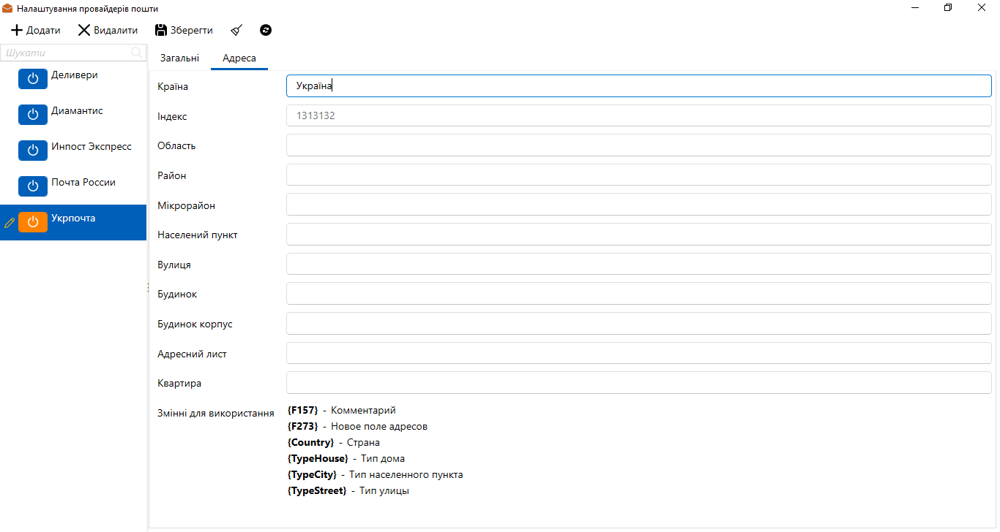 Налаштування провайдерів пошти
Додати Видалити Зберегти
Шукати
Деливери
Диамантис
Инпост Экспресс
Почта России
Укрпочта
Загальні Адреса
Країна Україна
Індекс 1313132
Область
Район
Мікрорайон
Населений пункт
Вулиця
Будинок
Будинок корпус
Адресний лист
Квартира
Змінні для використання
{F157} - Комментарий
{F273} - Новое поле адресов
{Country} - Страна
{TypeHouse} - Тип дома
{TypeCity} - Тип населенного пункта
{TypeStreet} - Тип улицы